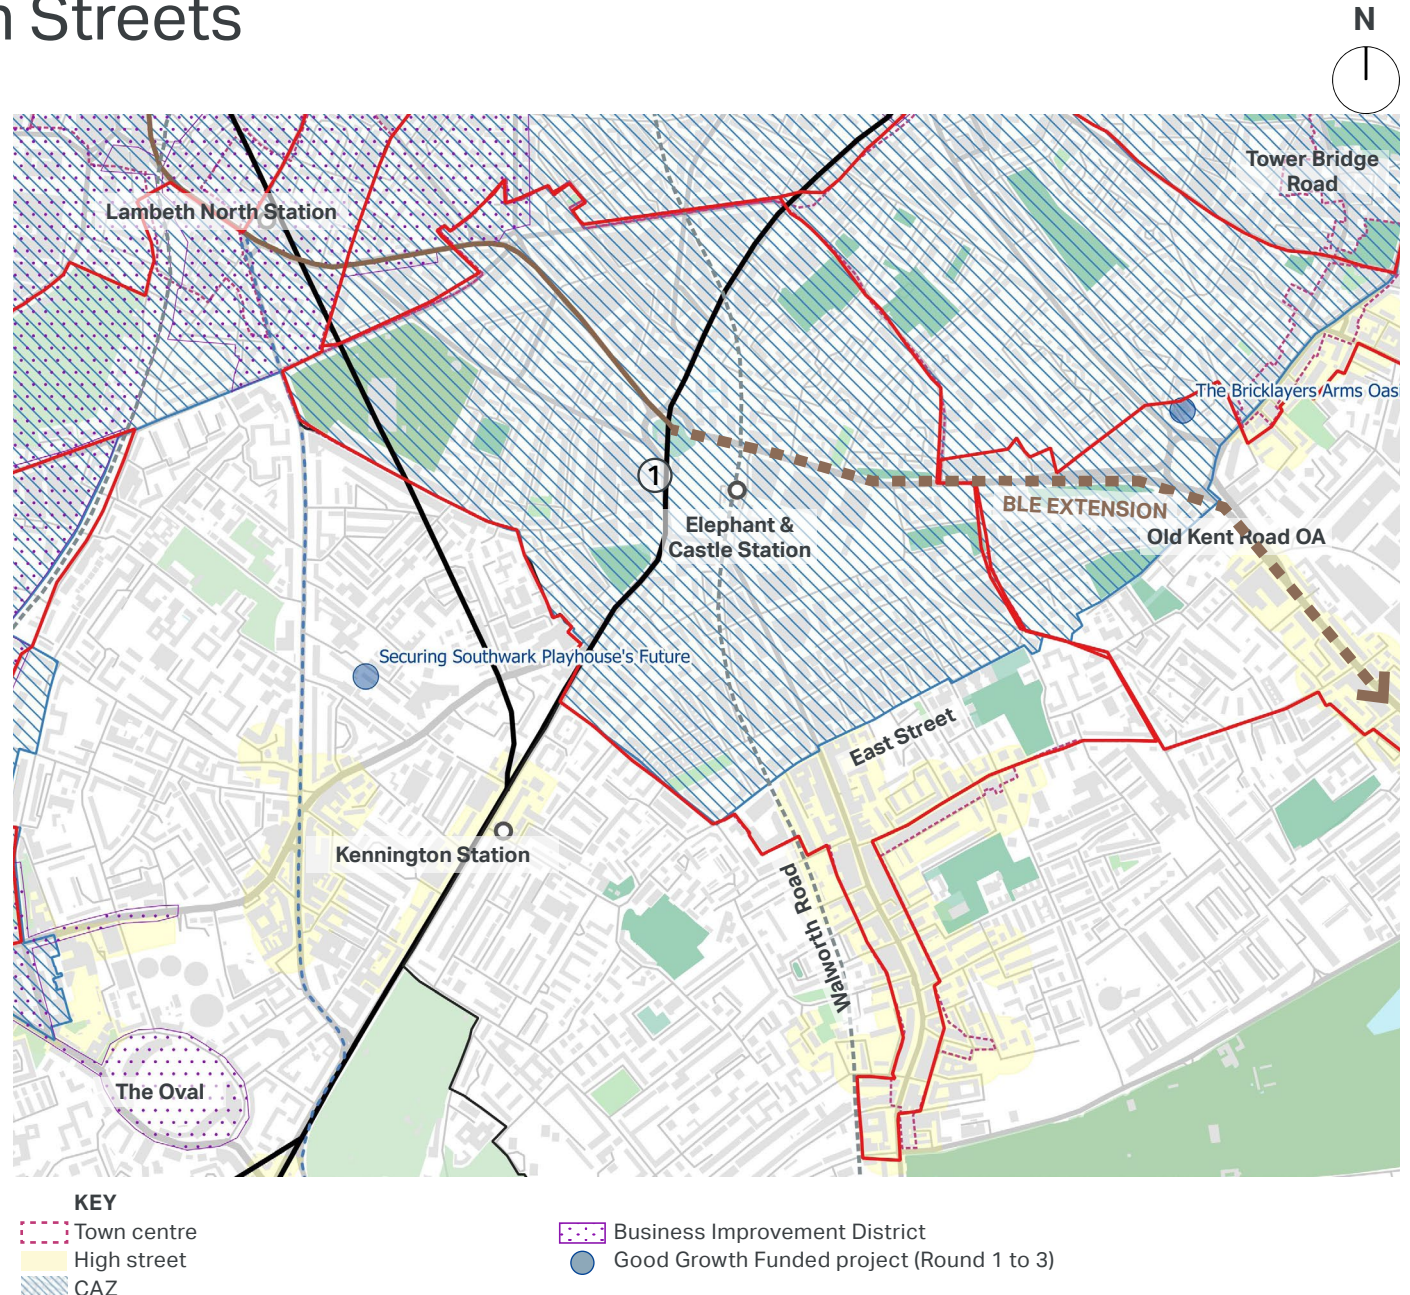 n Streets
N
Tower Bridge
Road
Lambeth North Station
The Bricklayers Arms Oas
1
BLE EXTENSION
Elephant &
Castle Station
Old Kent Road OA
Securing Southwark Playhouse's Future
East Street
Kennington Station
Walworth Road
The Oval
KEY
Town centre
High street
CAZ
Business Improvement District
Good Growth Funded project (Round 1 to 3)